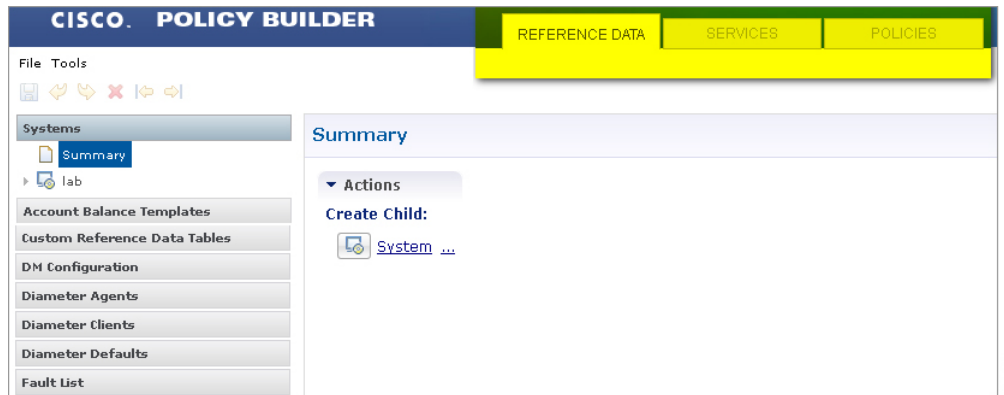 CISCO. POLICY BUILDER
REFERENCE DATA
SERVICES
POLICIES
File Tools
Systems
Summary
lab
Account Balance Templates
Custom Reference Data Tables
DM Configuration
Diameter Agents
Diameter Clients
Diameter Defaults
Fault List
Summary
Actions
Create Child:
System ...